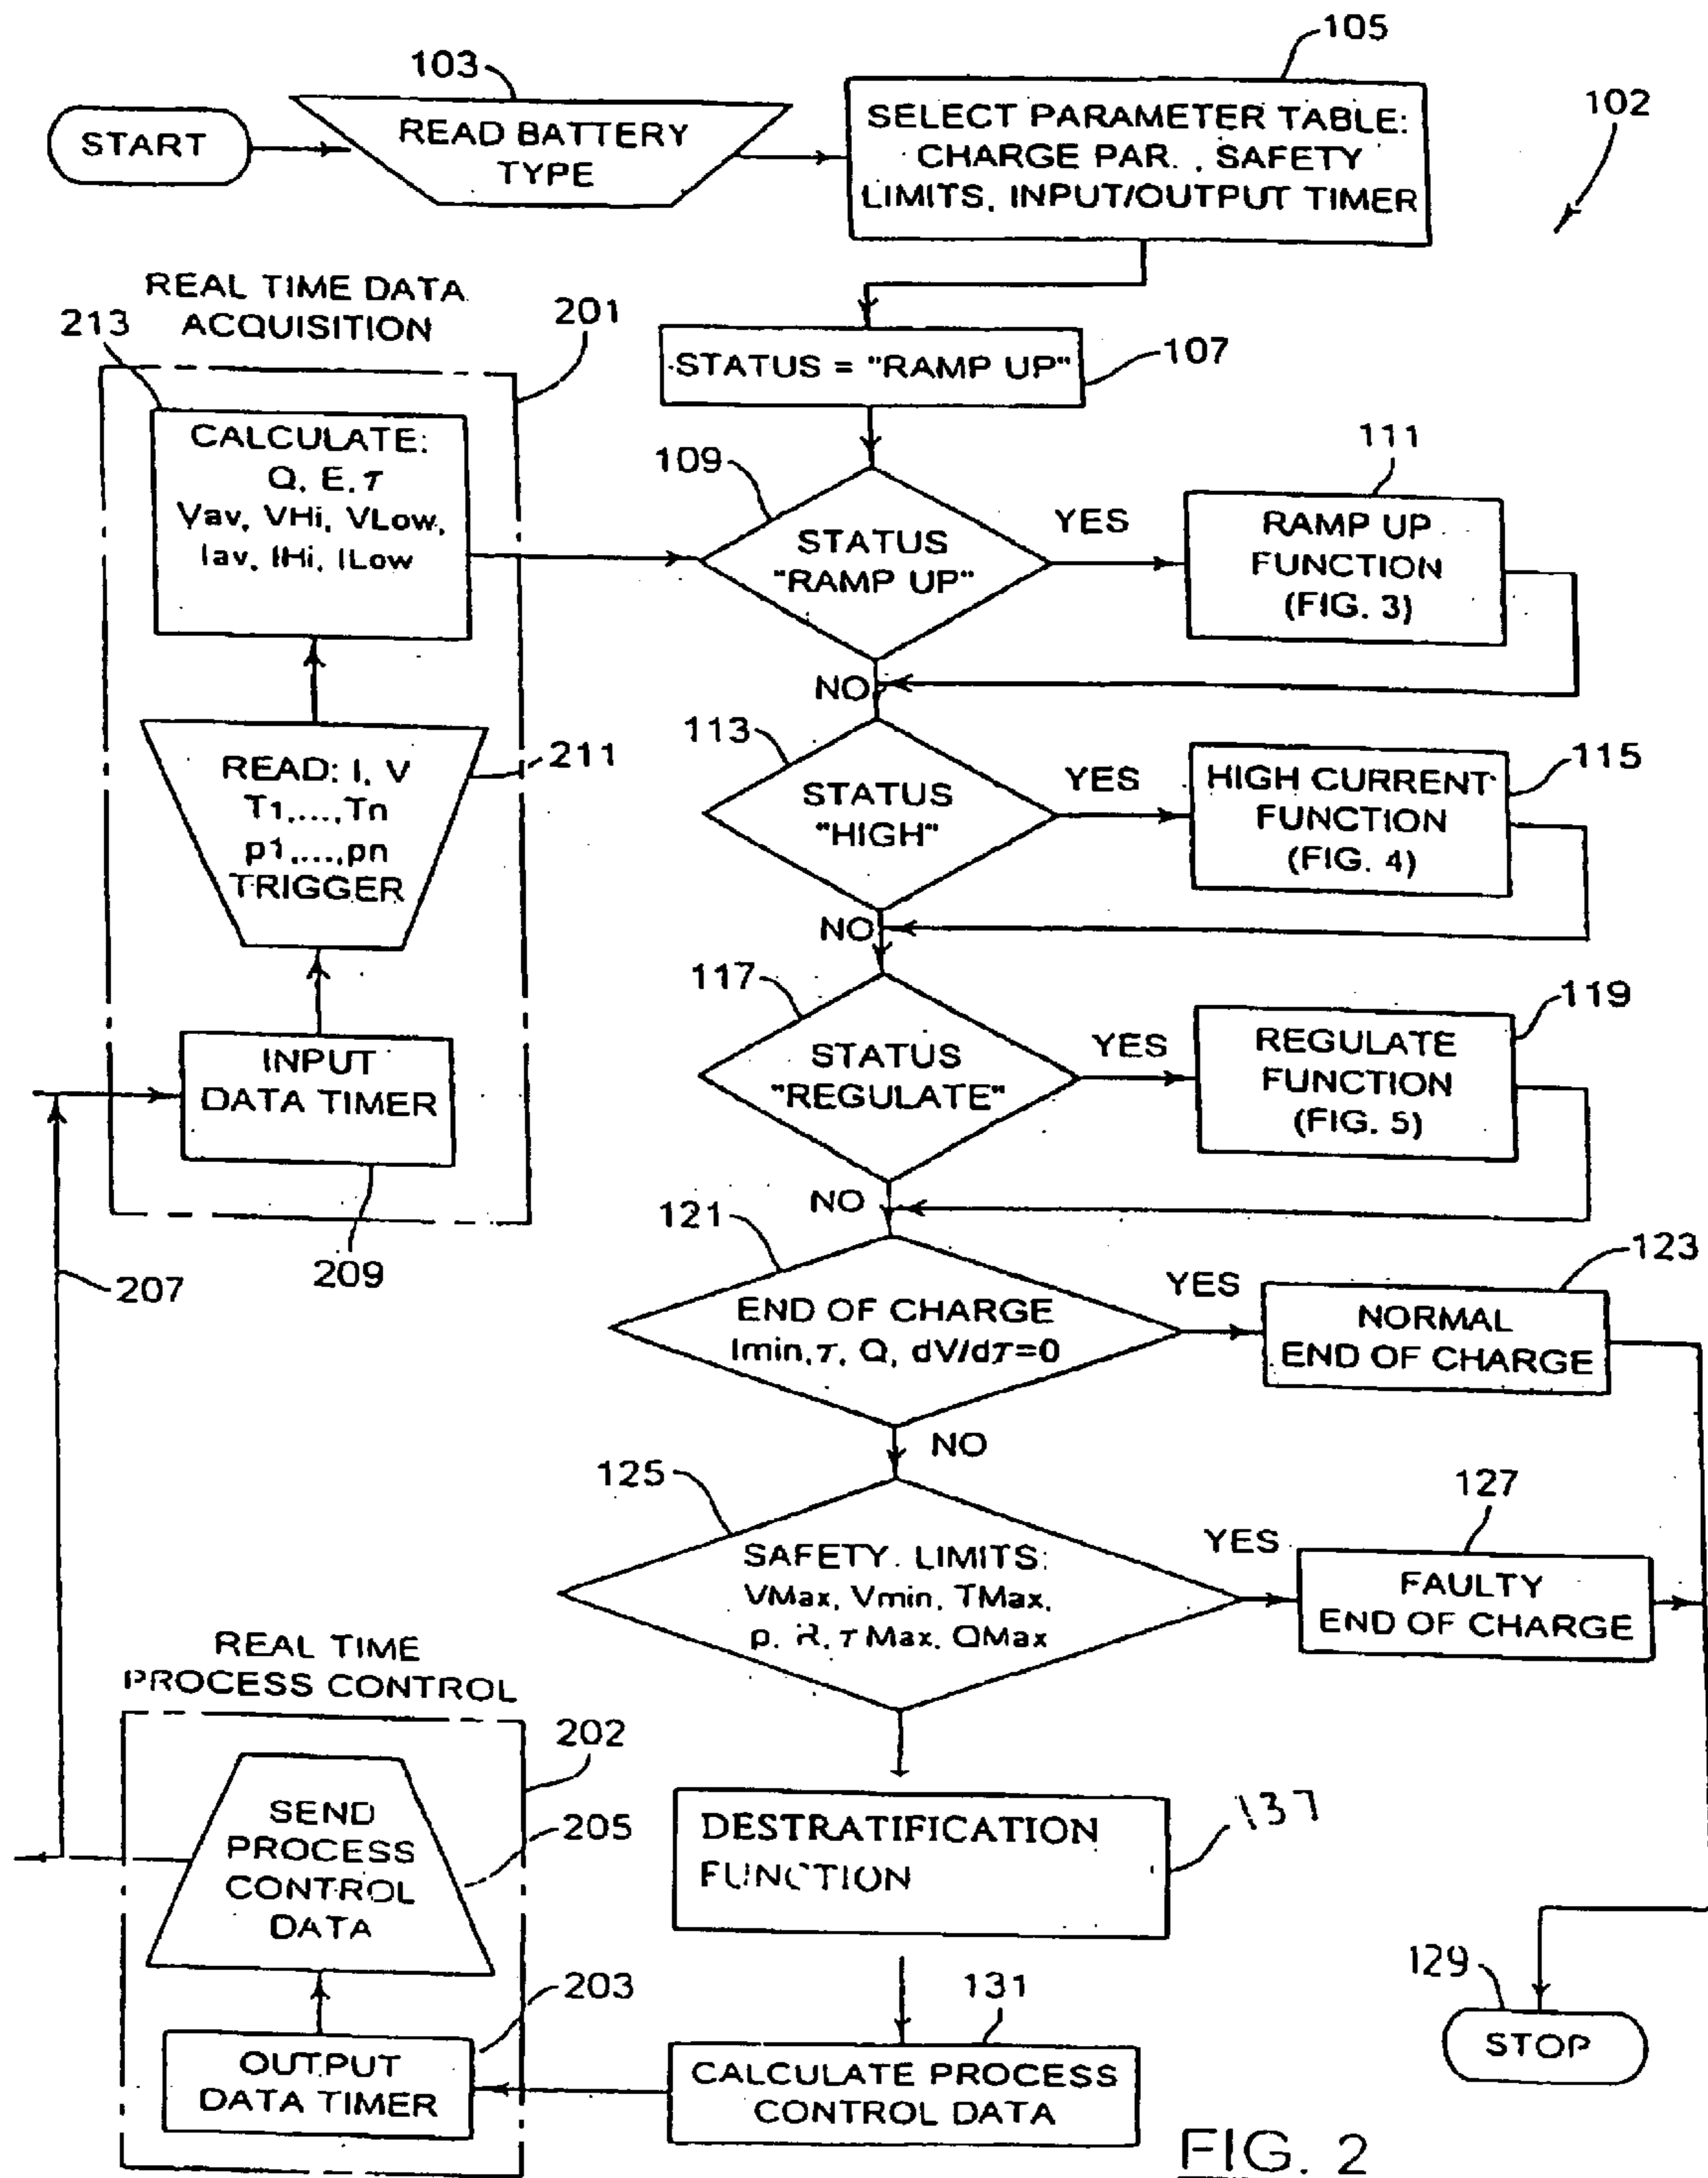 105
103
START
READ BATTERY
TYPE
SELECT PARAMETER TABLE:
CHARGE PAR. , SAFETY
LIMITS, INPUT/OUTPUT TIMER
102
REAL TIME DATA
ACQUISITION
213
201
STATUS = "RAMP UP"
107
CALCULATE:
Q, E, τ
Vav, VHi, VLow,
Iav, IHi, ILow
109
STATUS
"RAMP UP"
YES
111
RAMP UP
FUNCTION
(FIG. 3)
NO
READ: I, V
T1,...,Tn
p1,...,pn
TRIGGER
211
113
STATUS
"HIGH"
YES
HIGH CURRENT
FUNCTION
(FIG. 4)
115
NO
117
STATUS
"REGULATE"
YES
REGULATE
FUNCTION
(FIG. 5)
119
NO
INPUT
DATA TIMER
209
207
121
END OF CHARGE
Imin, τ, Q, dV/dτ=0
YES
123
NORMAL
END OF CHARGE
NO
125
SAFETY. LIMITS:
VMax, Vmin, TMax,
p, R, τ Max, QMax
YES
127
FAULTY
END OF CHARGE
REAL TIME
PROCESS CONTROL
202
SEND
PROCESS
CONTROL
DATA
205
DESTRATIFICATION
FUNCTION
137
203
OUTPUT
DATA TIMER
131
CALCULATE PROCESS
CONTROL DATA
129
STOP
FIG. 2